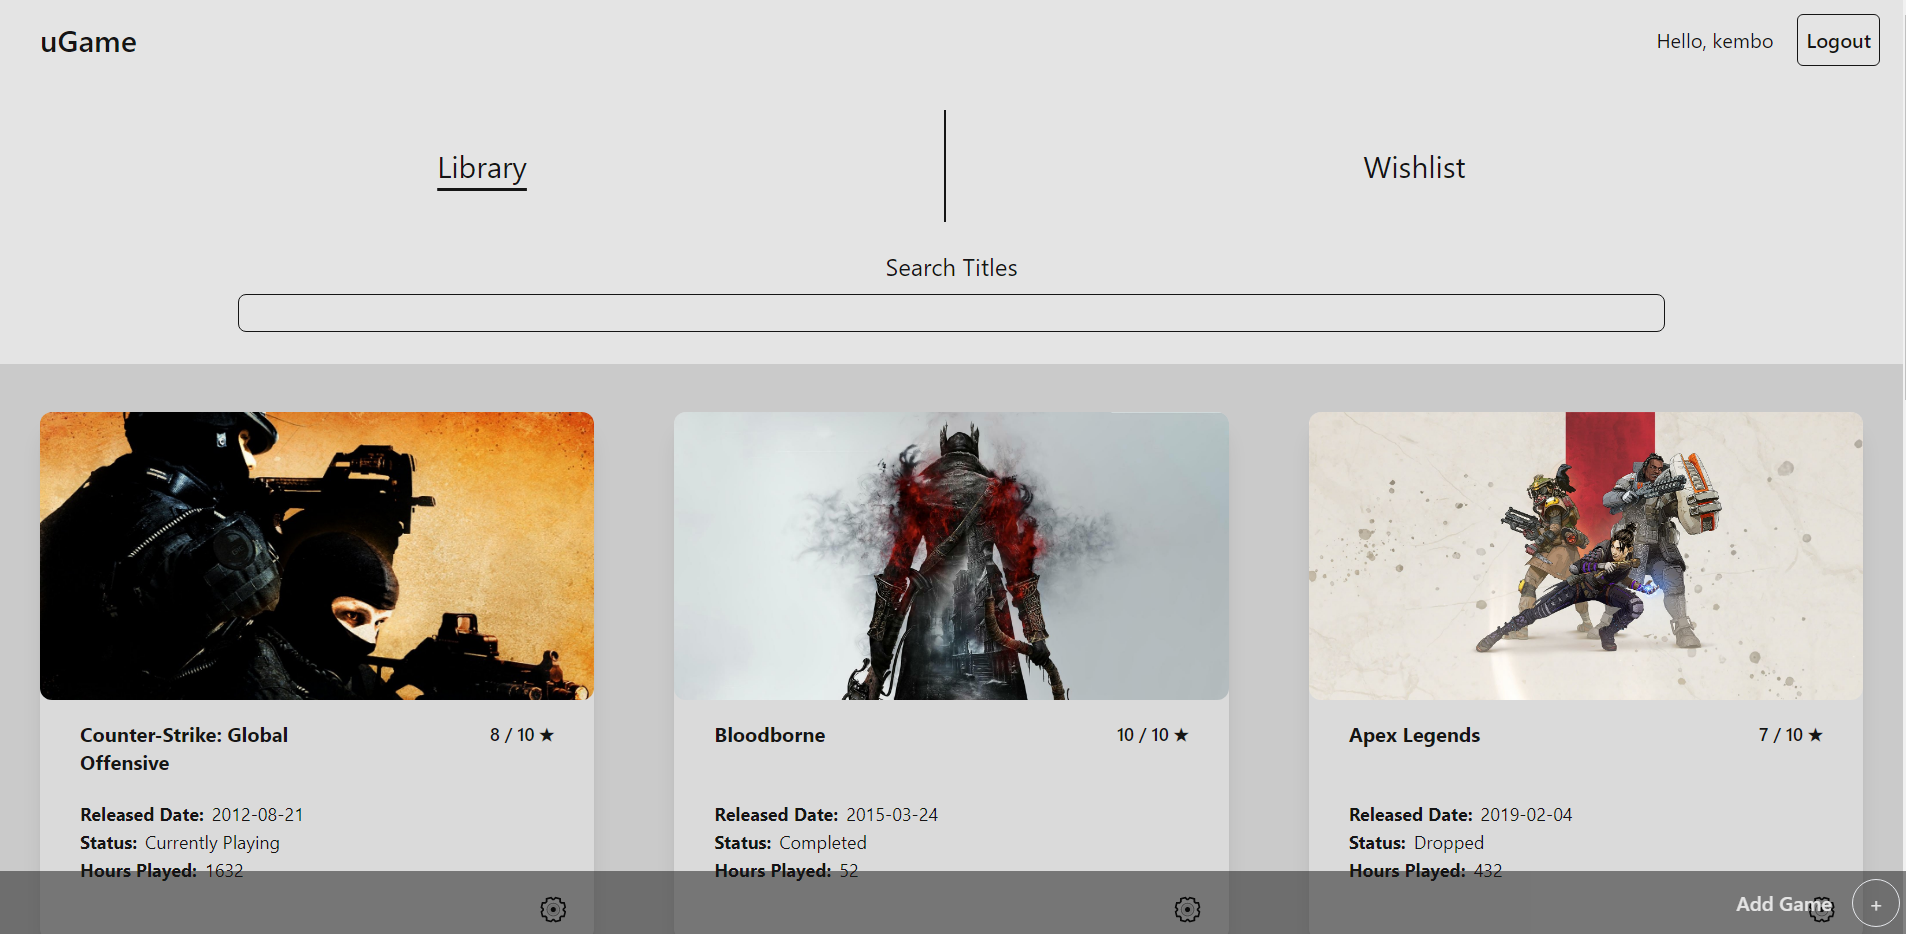 uGame
Hello, kembo
Logout
Library
Wishlist
Search Titles
Counter-Strike: Global
Offensive
8 / 10 ★
Released Date: 2012-08-21
Status: Currently Playing
Hours Played: 1632
Bloodborne
10 / 10 ★
Released Date: 2015-03-24
Status: Completed
Hours Played: 52
Apex Legends
7 / 10 ★
Released Date: 2019-02-04
Status: Dropped
Hours Played: 432
Add Game +